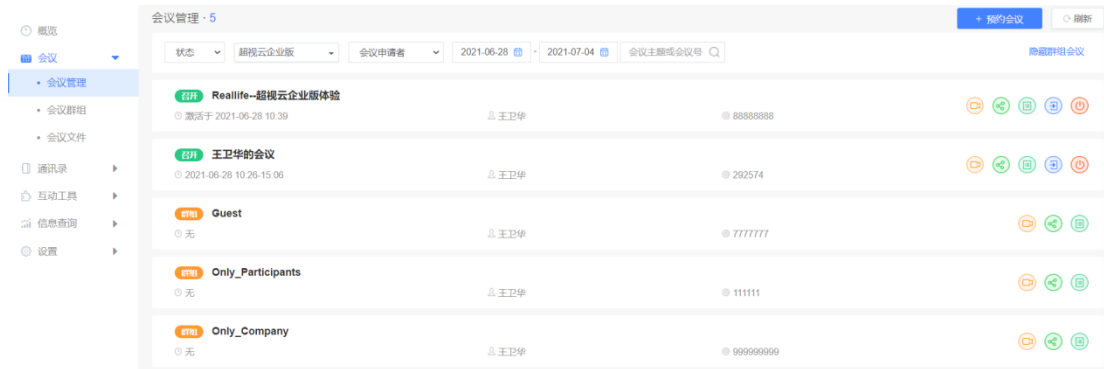 会议管理 · 5
+ 预约会议
刷新
概览
会议
会议管理
会议群组
会议文件
通讯录
互动工具
信息查询
设置
状态 超视云企业版 会议申请者 2021-06-28 - 2021-07-04 会议主题或会议号 隐藏群组会议
召开 Reallife--超视云企业版体验
激活于 2021-06-28 10:39 王卫华 88888888
召开 王卫华的会议
2021-06-28 10:26-15:06 王卫华 292574
群组 Guest
无 王卫华 7777777
群组 Only_Participants
无 王卫华 111111
群组 Only_Company
无 王卫华 999999999